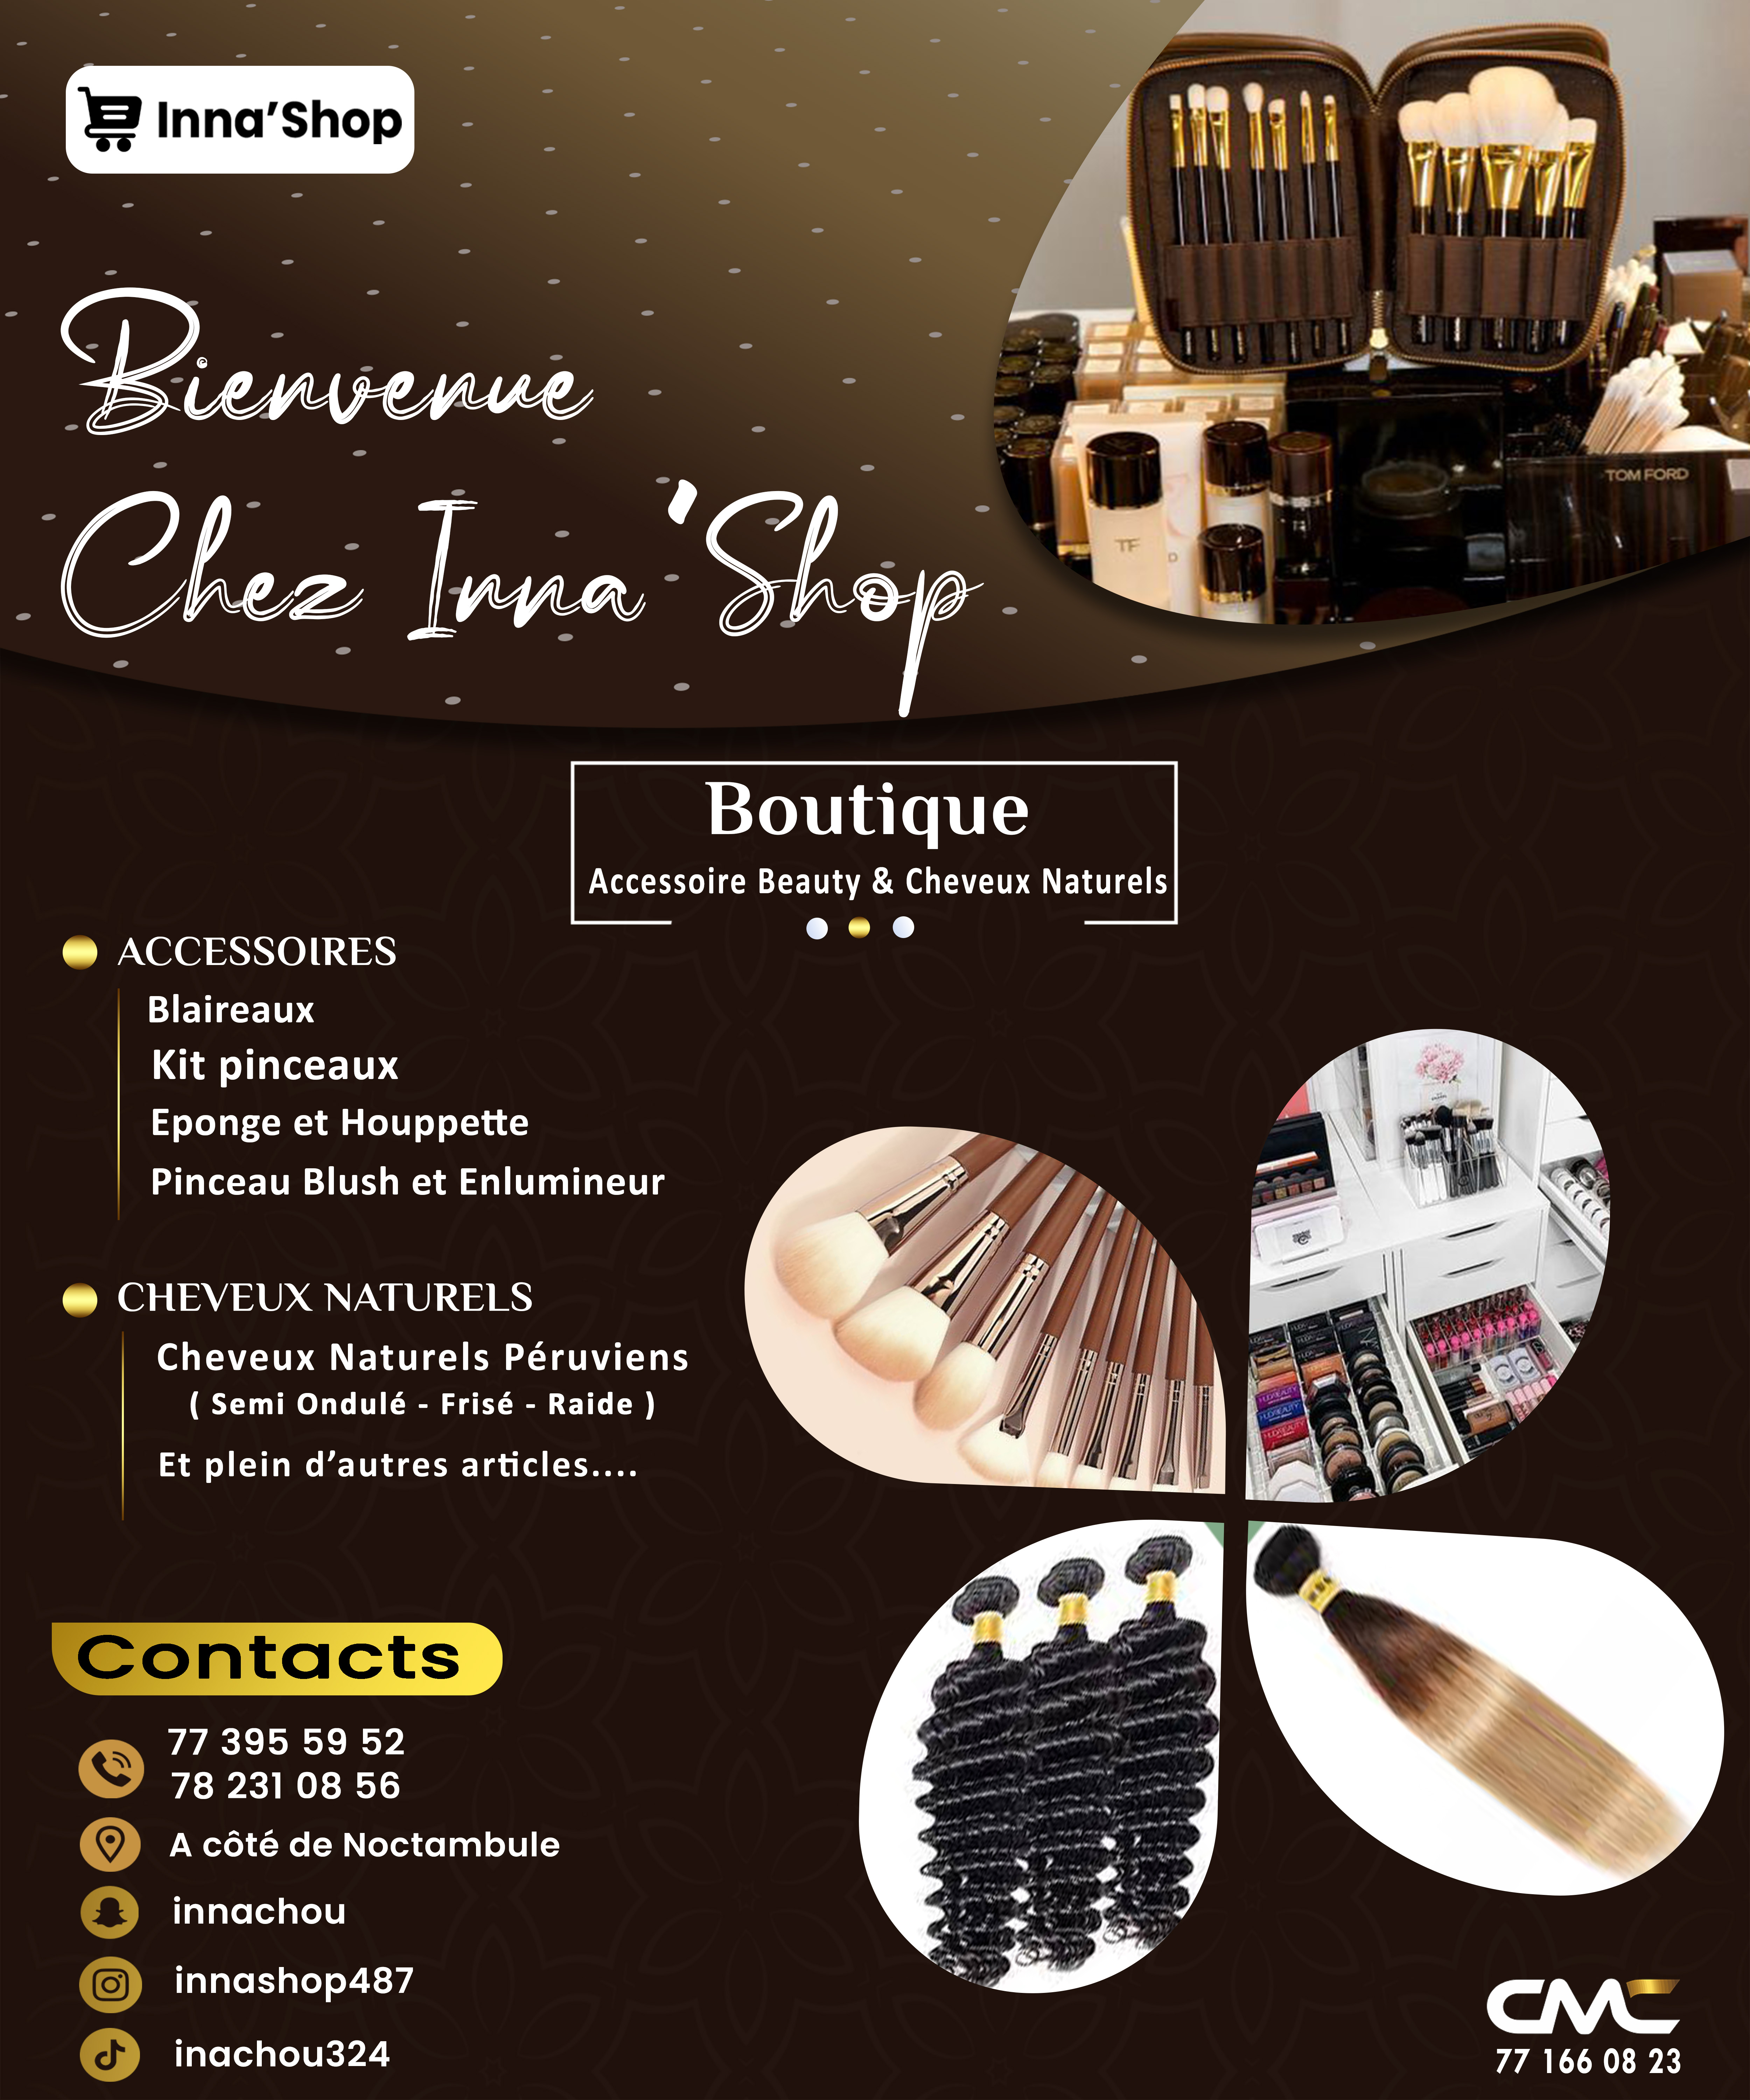 Inna’Shop
Bienvenue
Chez Inna 'Shop
TF
TOM FORD
Boutique
Accessoire Beauty & Cheveux Naturels
ACCESSOIRES
Blaireaux
Kit pinceaux
Eponge et Houppette
Pinceau Blush et Enlumineur
CHEVEUX NATURELS
Cheveux Naturels Péruviens
( Semi Ondulé - Frisé - Raide )
Et plein d’autres articles....
Contacts
77 395 59 52
78 231 08 56
A côté de Noctambule
innachou
innashop487
inachou324
CMC
77 166 08 23